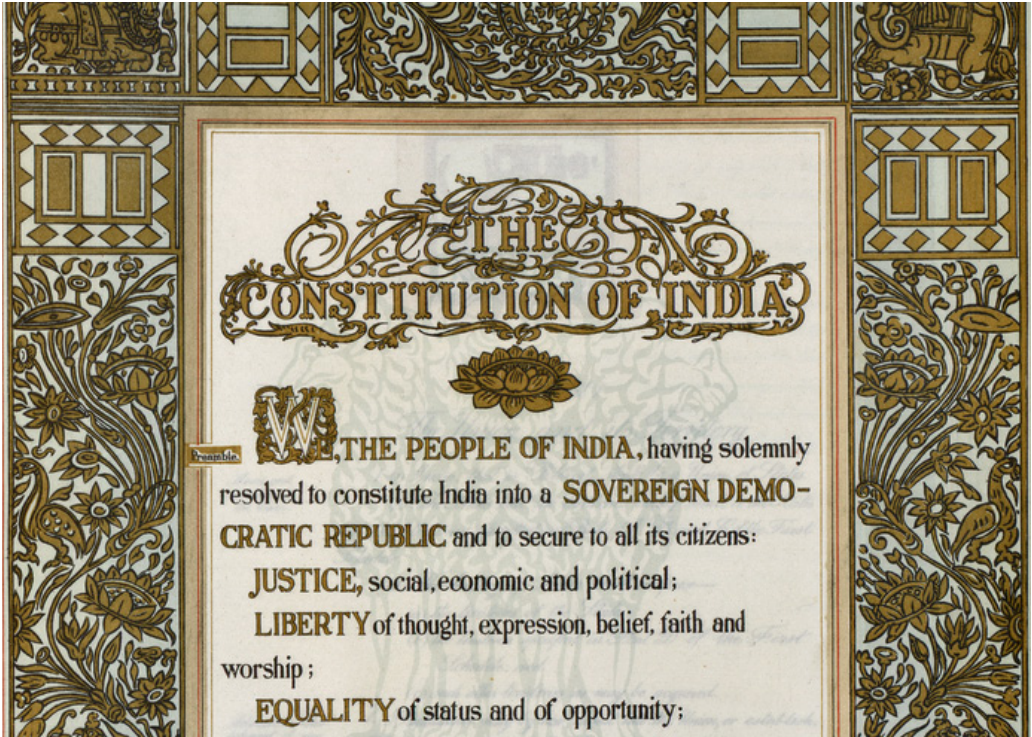 THE
CONSTITUTION OF INDIA
Preamble.
WE, THE PEOPLE OF INDIA, having solemnly
resolved to constitute India into a SOVEREIGN DEMO-
CRATIC REPUBLIC and to secure to all its citizens:
JUSTICE, social, economic and political;
LIBERTY of thought, expression, belief, faith and
worship;
EQUALITY of status and of opportunity;